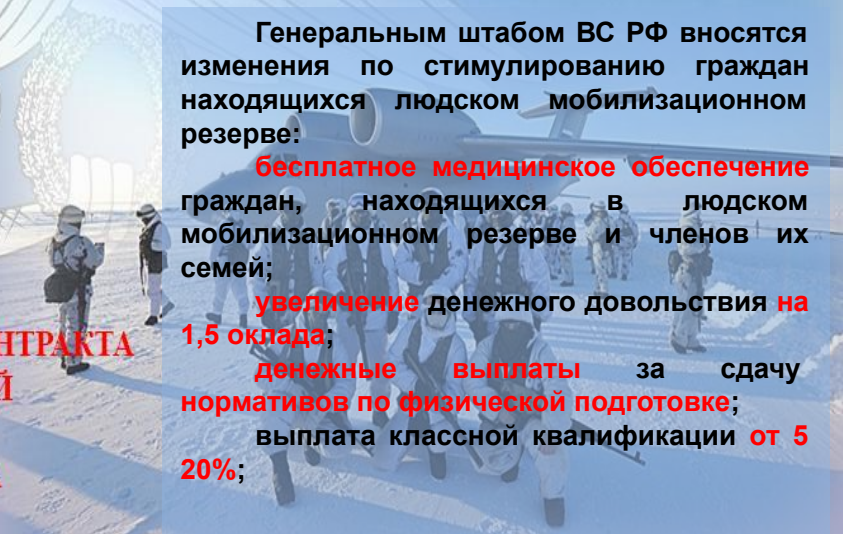 Генеральным штабом ВС РФ вносятся
изменения по стимулированию граждан
находящихся людском мобилизационном
резерве:
бесплатное медицинское обеспечение
граждан, находящихся в людском
мобилизационном резерве и членов их
семей;
увеличение денежного довольствия на
1,5 оклада;
денежные выплаты за сдачу
нормативов по физической подготовке;
выплата классной квалификации от 5
20%;
НТРАКТА
Й